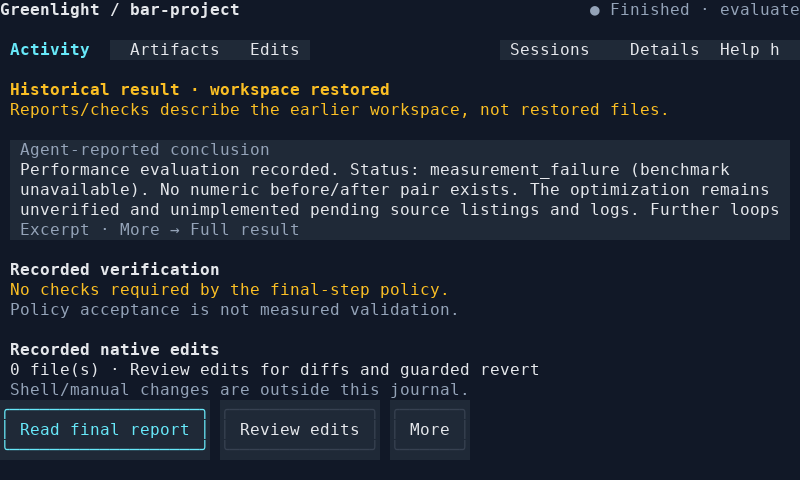 Greenlight / bar-project ● Finished · evaluate
Activity Artifacts Edits Sessions Details Help h
Historical result · workspace restored
Reports/checks describe the earlier workspace, not restored files.
Agent-reported conclusion
Performance evaluation recorded. Status: measurement_failure (benchmark
unavailable). No numeric before/after pair exists. The optimization remains
unverified and unimplemented pending source listings and logs. Further loops
Excerpt · More → Full result
Recorded verification
No checks required by the final-step policy.
Policy acceptance is not measured validation.
Recorded native edits
0 file(s) · Review edits for diffs and guarded revert
Shell/manual changes are outside this journal.
Read final report Review edits More